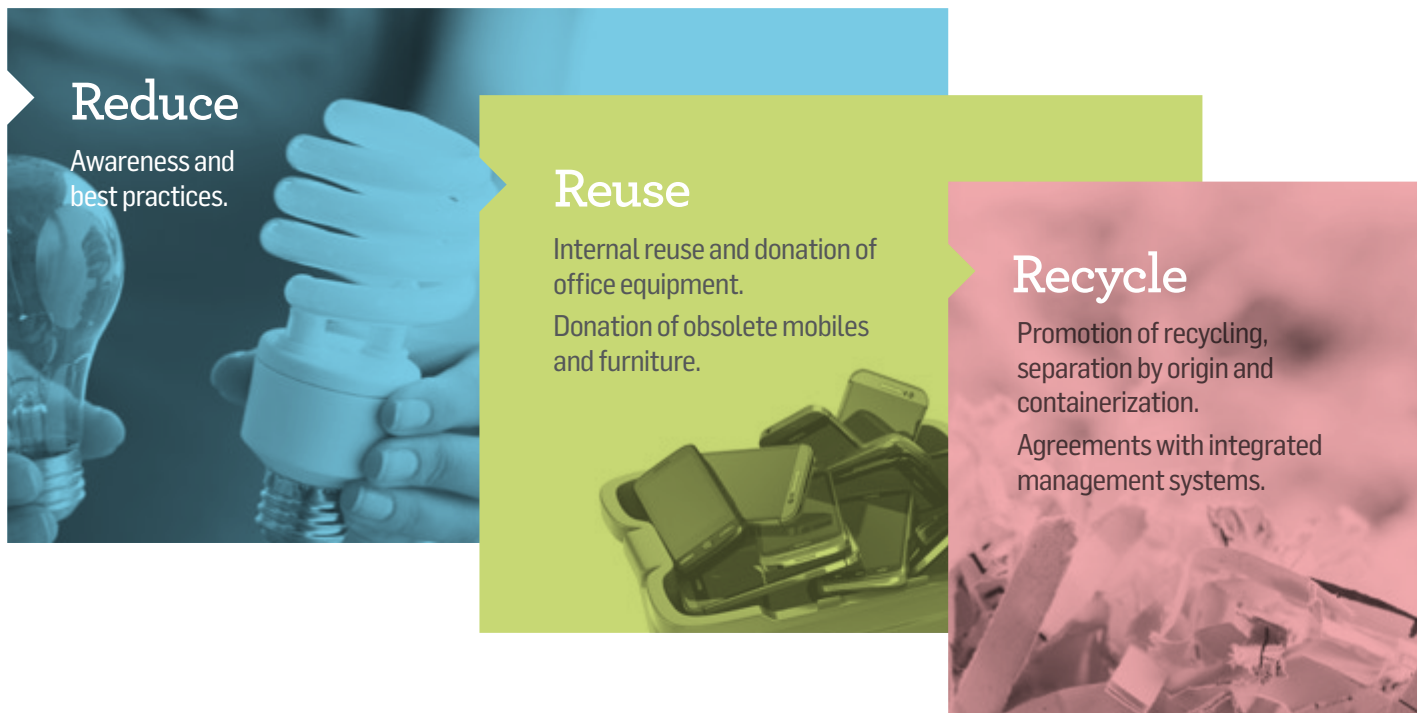 Reduce
Awareness and
best practices.
Reuse
Internal reuse and donation of
office equipment.
Donation of obsolete mobiles
and furniture.
Recycle
Promotion of recycling,
separation by origin and
containerization.
Agreements with integrated
management systems.